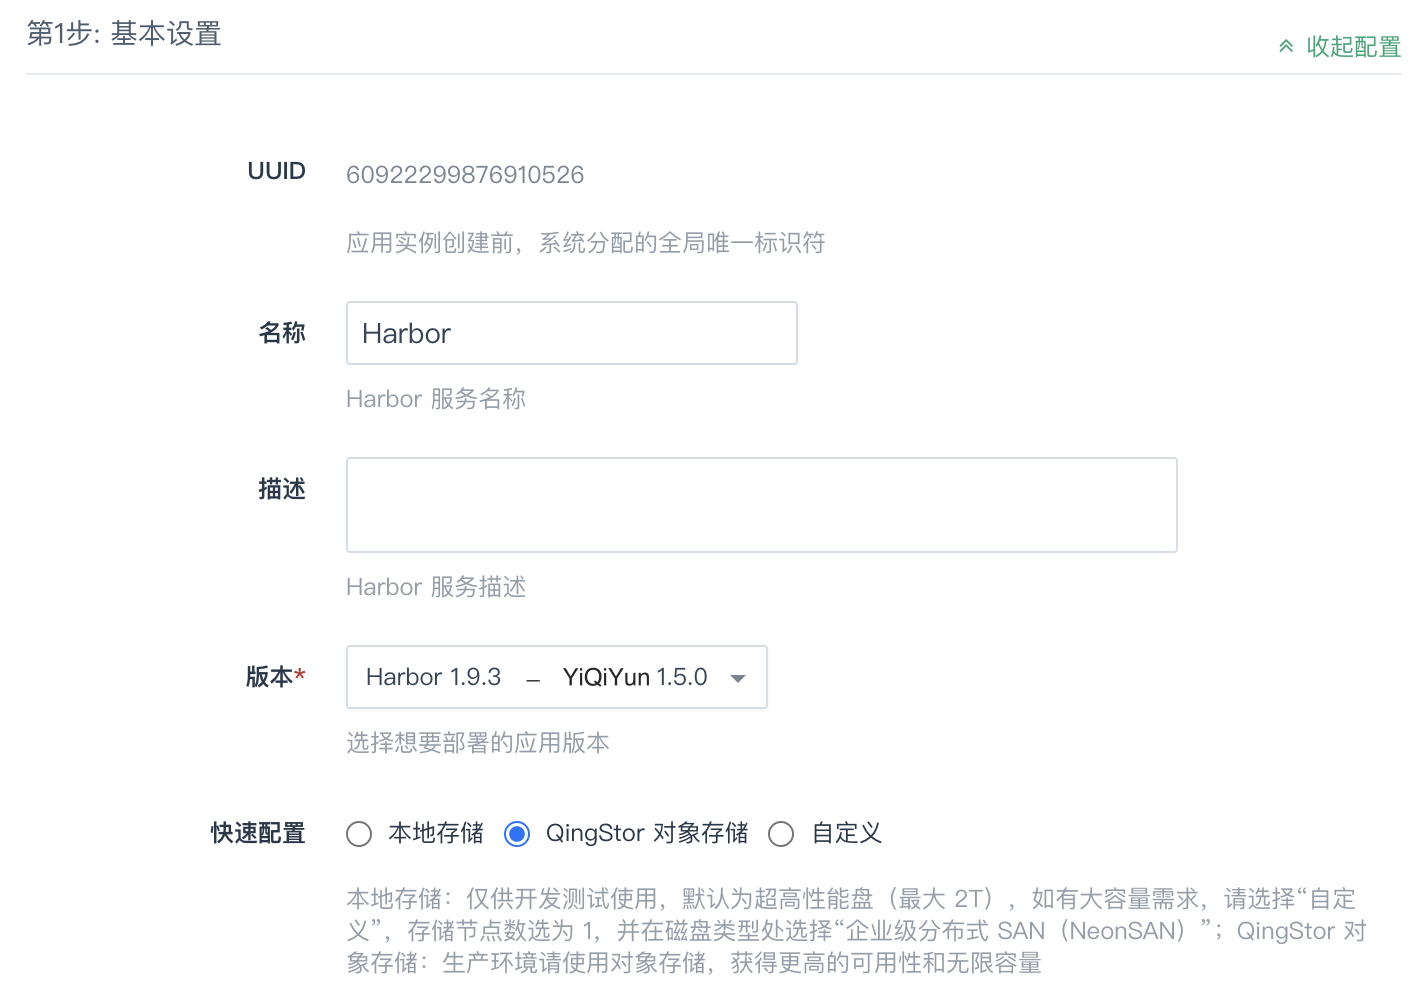 第1步: 基本设置
收起配置
UUID
60922299876910526
应用实例创建前，系统分配的全局唯一标识符
名称
Harbor
Harbor 服务名称
描述
Harbor 服务描述
版本*
Harbor 1.9.3 – YiQiYun 1.5.0
选择想要部署的应用版本
快速配置
本地存储 QingStor 对象存储 自定义
本地存储：仅供开发测试使用，默认为超高性能盘（最大 2T），如有大容量需求，请选择“自定
义”，存储节点数选为 1，并在磁盘类型处选择“企业级分布式 SAN（NeonSAN）”；QingStor 对
象存储：生产环境请使用对象存储，获得更高的可用性和无限容量